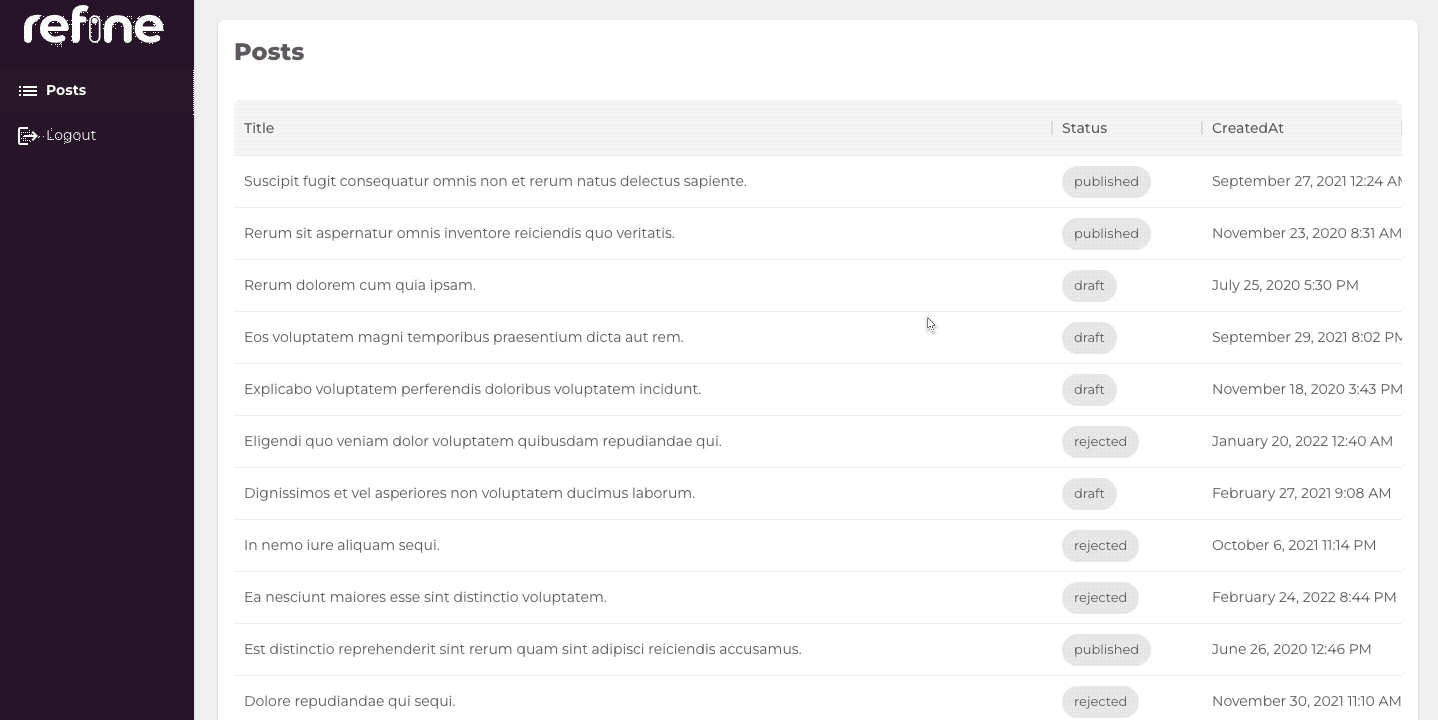 refine
Posts
Logout
Posts
Title Status CreatedAt
Suscipit fugit consequatur omnis non et rerum natus delectus sapiente. published September 27, 2021 12:24 AM
Rerum sit aspernatur omnis inventore reiciendis quo veritatis. published November 23, 2020 8:31 AM
Rerum dolorem cum quia ipsam. draft July 25, 2020 5:30 PM
Eos voluptatem magni temporibus praesentium dicta aut rem. draft September 29, 2021 8:02 PM
Explicabo voluptatem perferendis doloribus voluptatem incidunt. draft November 18, 2020 3:43 PM
Eligendi quo veniam dolor voluptatem quibusdam repudiandae qui. rejected January 20, 2022 12:40 AM
Dignissimos et vel asperiores non voluptatem ducimus laborum. draft February 27, 2021 9:08 AM
In nemo iure aliquam sequi. rejected October 6, 2021 11:14 PM
Ea nesciunt maiores esse sint distinctio voluptatem. rejected February 24, 2022 8:44 PM
Est distinctio reprehenderit sint rerum quam sint adipisci reiciendis accusamus. published June 26, 2020 12:46 PM
Dolore repudiandae qui sequi. rejected November 30, 2021 11:10 AM